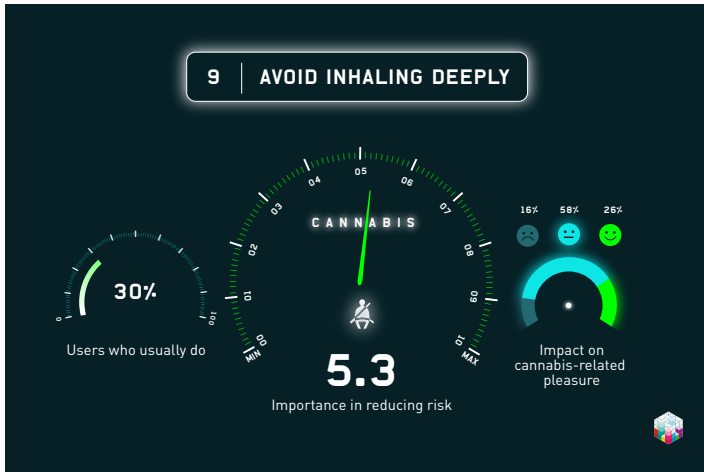 9 | AVOID INHALING DEEPLY
05
04
06
03
07
02
08
01
09
00
10
MIN
MAX
CANNABIS
16%
58%
26%
30%
0
100
Users who usually do
5.3
Importance in reducing risk
Impact on
cannabis-related
pleasure